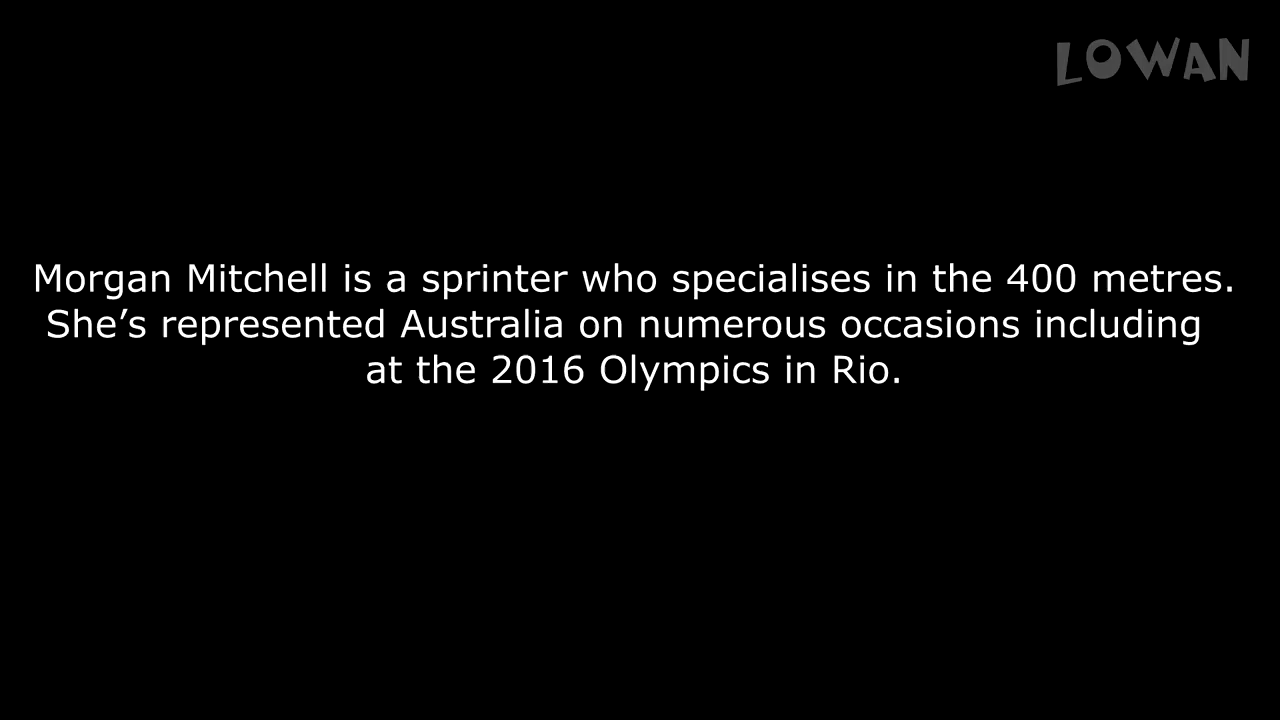 LOWAN
Morgan Mitchell is a sprinter who specialises in the 400 metres.
She’s represented Australia on numerous occasions including
at the 2016 Olympics in Rio.